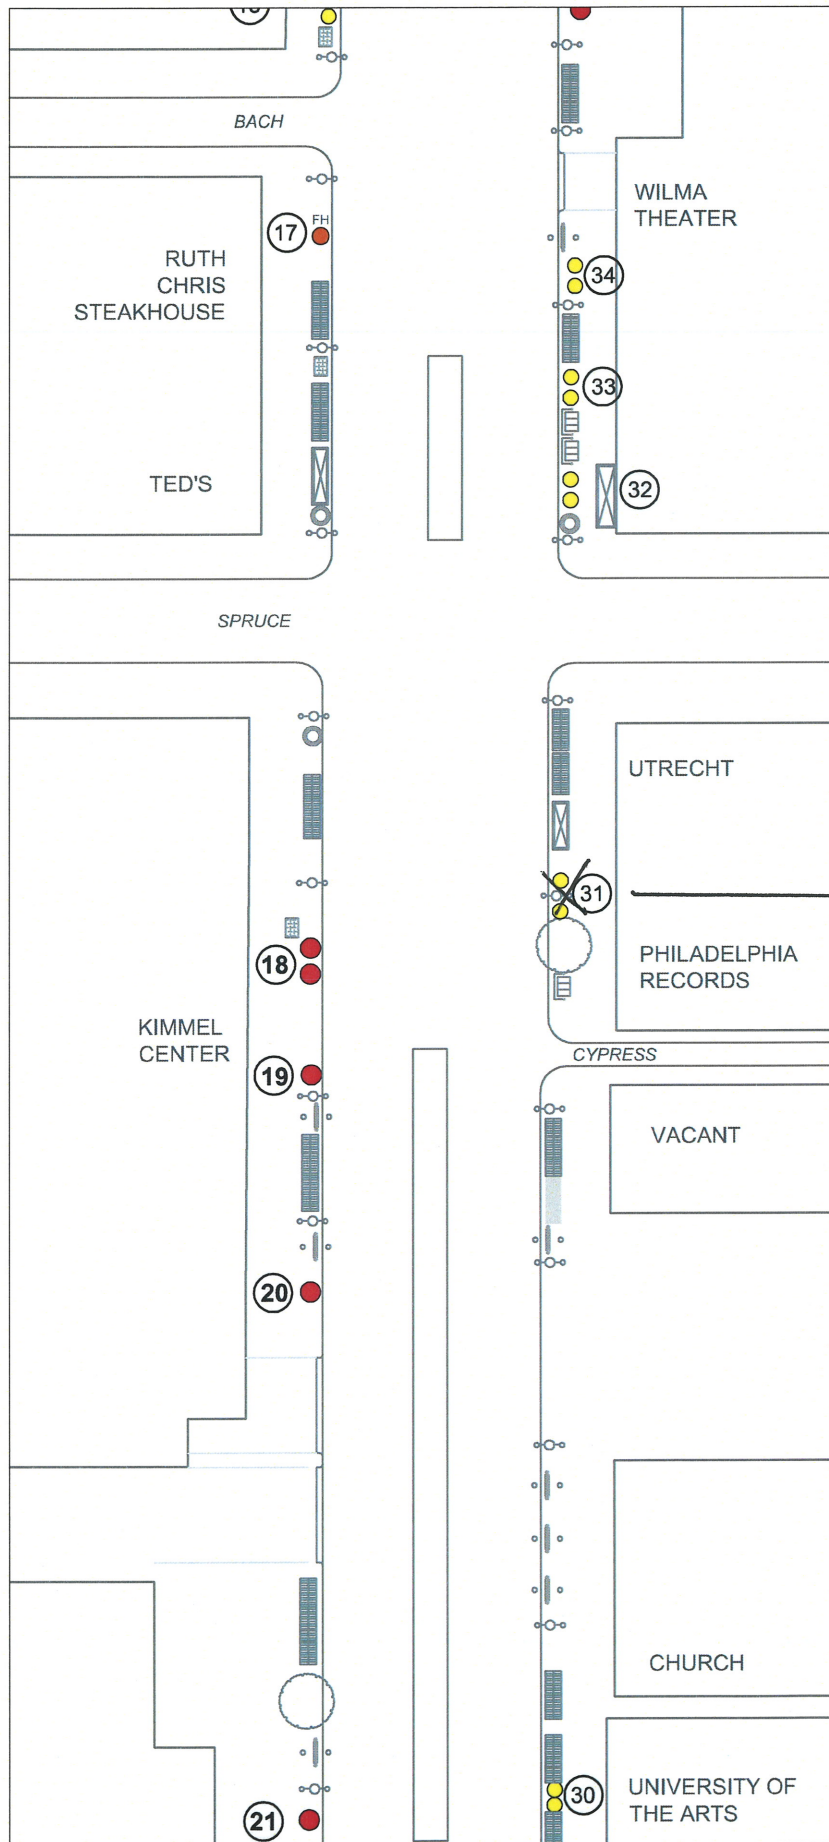 BACH
WILMA
THEATER
17
FH
RUTH
CHRIS
STEAKHOUSE
34
33
TED'S
32
SPRUCE
UTRECHT
31
18
PHILADELPHIA
RECORDS
KIMMEL
CENTER
19
CYPRESS
VACANT
20
CHURCH
30
UNIVERSITY OF
THE ARTS
21